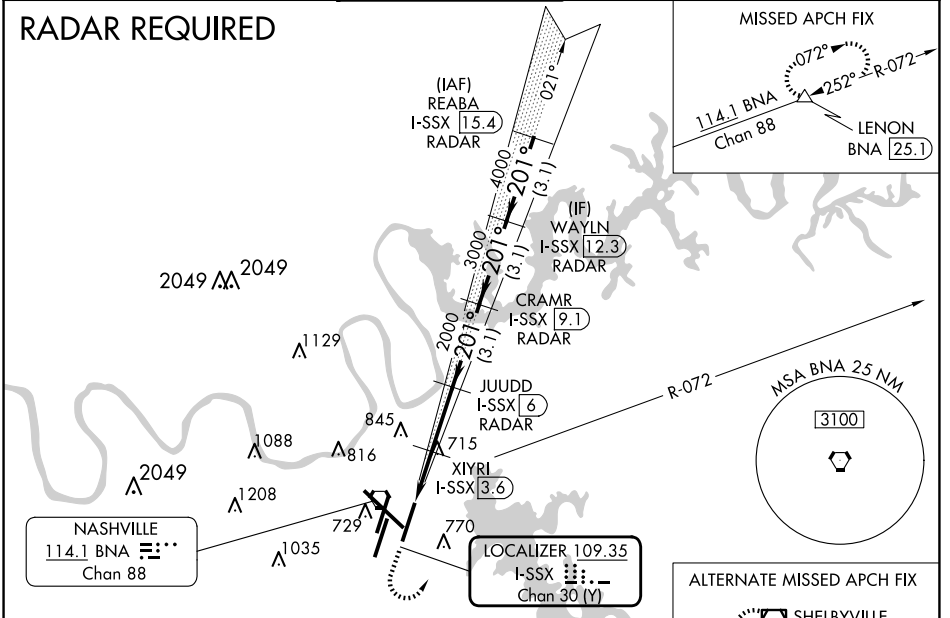 RADAR REQUIRED
MISSED APCH FIX
072°
252°
R-072
114.1 BNA
Chan 88
LENON
BNA 25.1
(IAF)
REABA
I-SSX 15.4
RADAR
021°
4000
201°
(3.1)
(IF)
WAYLN
I-SSX 12.3
RADAR
3000
201°
(3.1)
CRAMR
I-SSX 9.1
RADAR
2000
201°
(3.1)
JUUDD
I-SSX 6
RADAR
XIYRI
I-SSX 3.6
2049
2049
1129
845
715
1088
816
2049
1208
729
1035
770
R-072
MSA BNA 25 NM
3100
NASHVILLE
114.1 BNA
Chan 88
LOCALIZER 109.35
I-SSX
Chan 30 (Y)
ALTERNATE MISSED APCH FIX
SHELBYVILLE